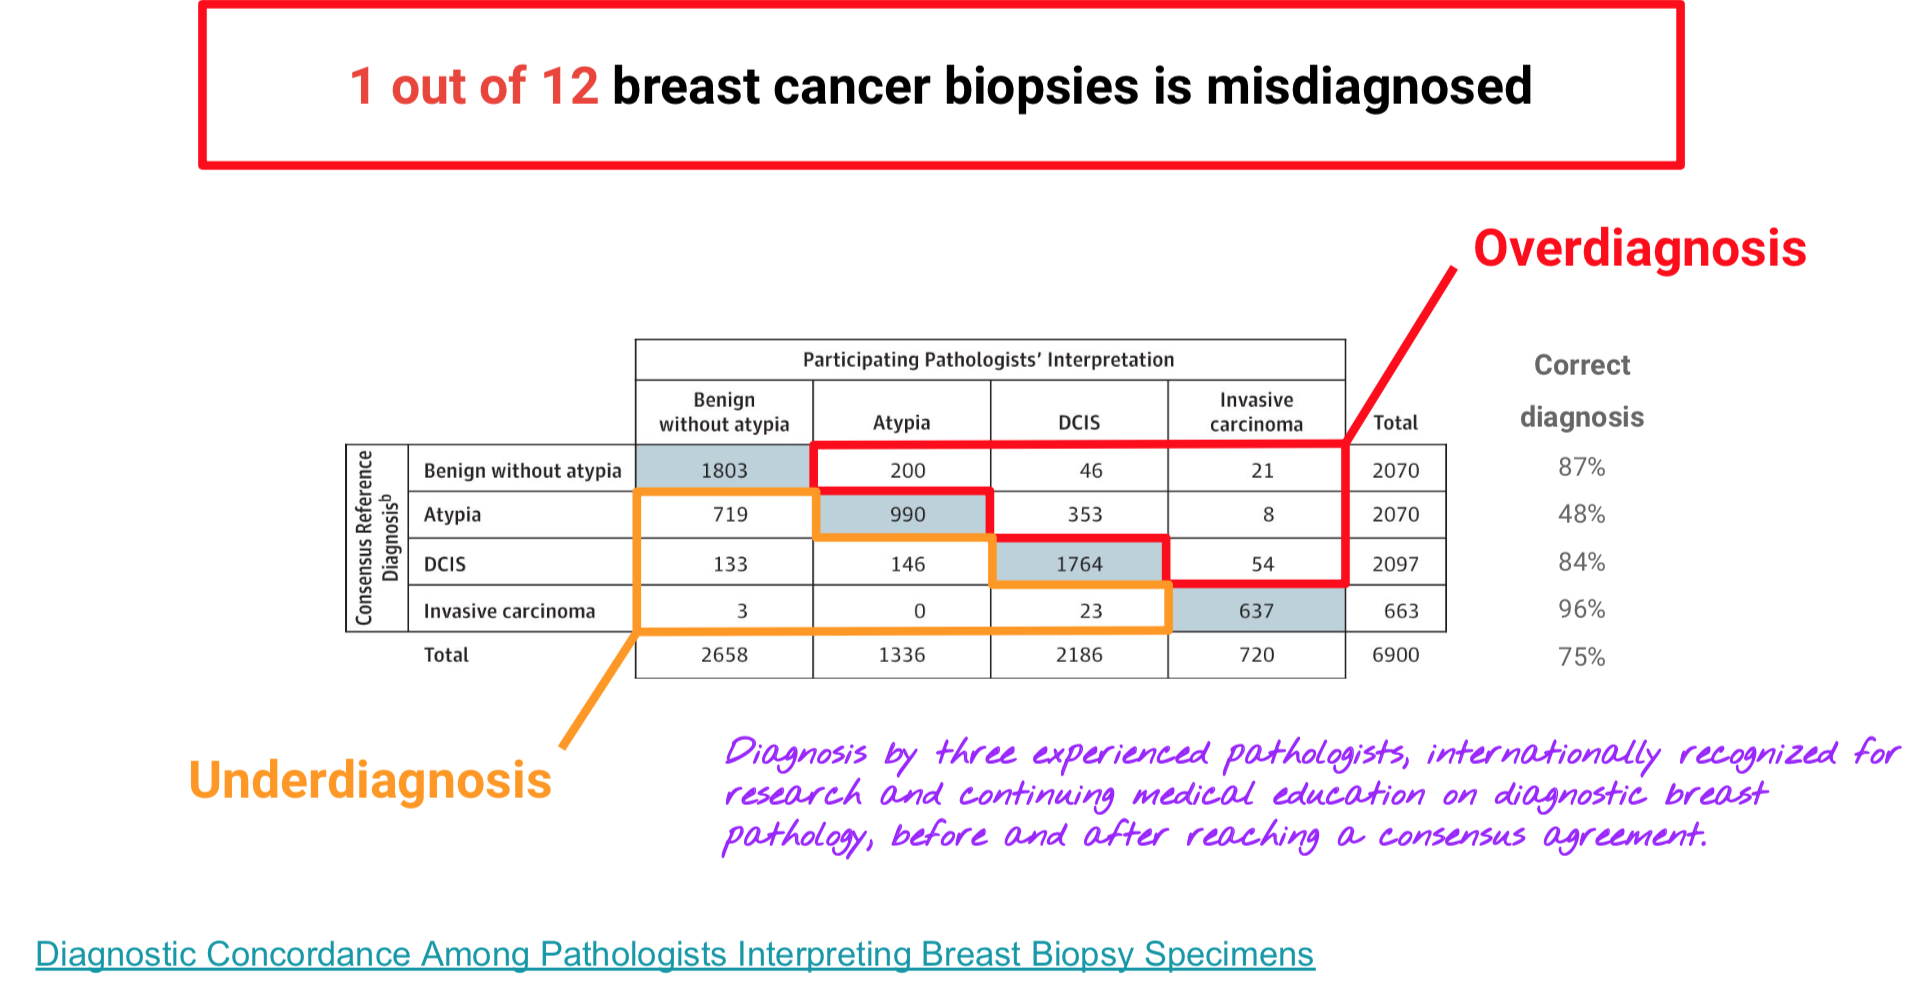 1 out of 12 breast cancer biopsies is misdiagnosed
Overdiagnosis
Participating Pathologists' Interpretation
Correct
diagnosis
Benign
without atypia
Atypia
DCIS
Invasive
carcinoma
Total
Consensus Reference
Diagnosisᵇ
Benign without atypia 1803 200 46 21 2070 87%
Atypia 719 990 353 8 2070 48%
DCIS 133 146 1764 54 2097 84%
Invasive carcinoma 3 0 23 637 663 96%
Total 2658 1336 2186 720 6900 75%
Underdiagnosis
Diagnosis by three experienced pathologists, internationally recognized for
research and continuing medical education on diagnostic breast
pathology, before and after reaching a consensus agreement.
Diagnostic Concordance Among Pathologists Interpreting Breast Biopsy Specimens